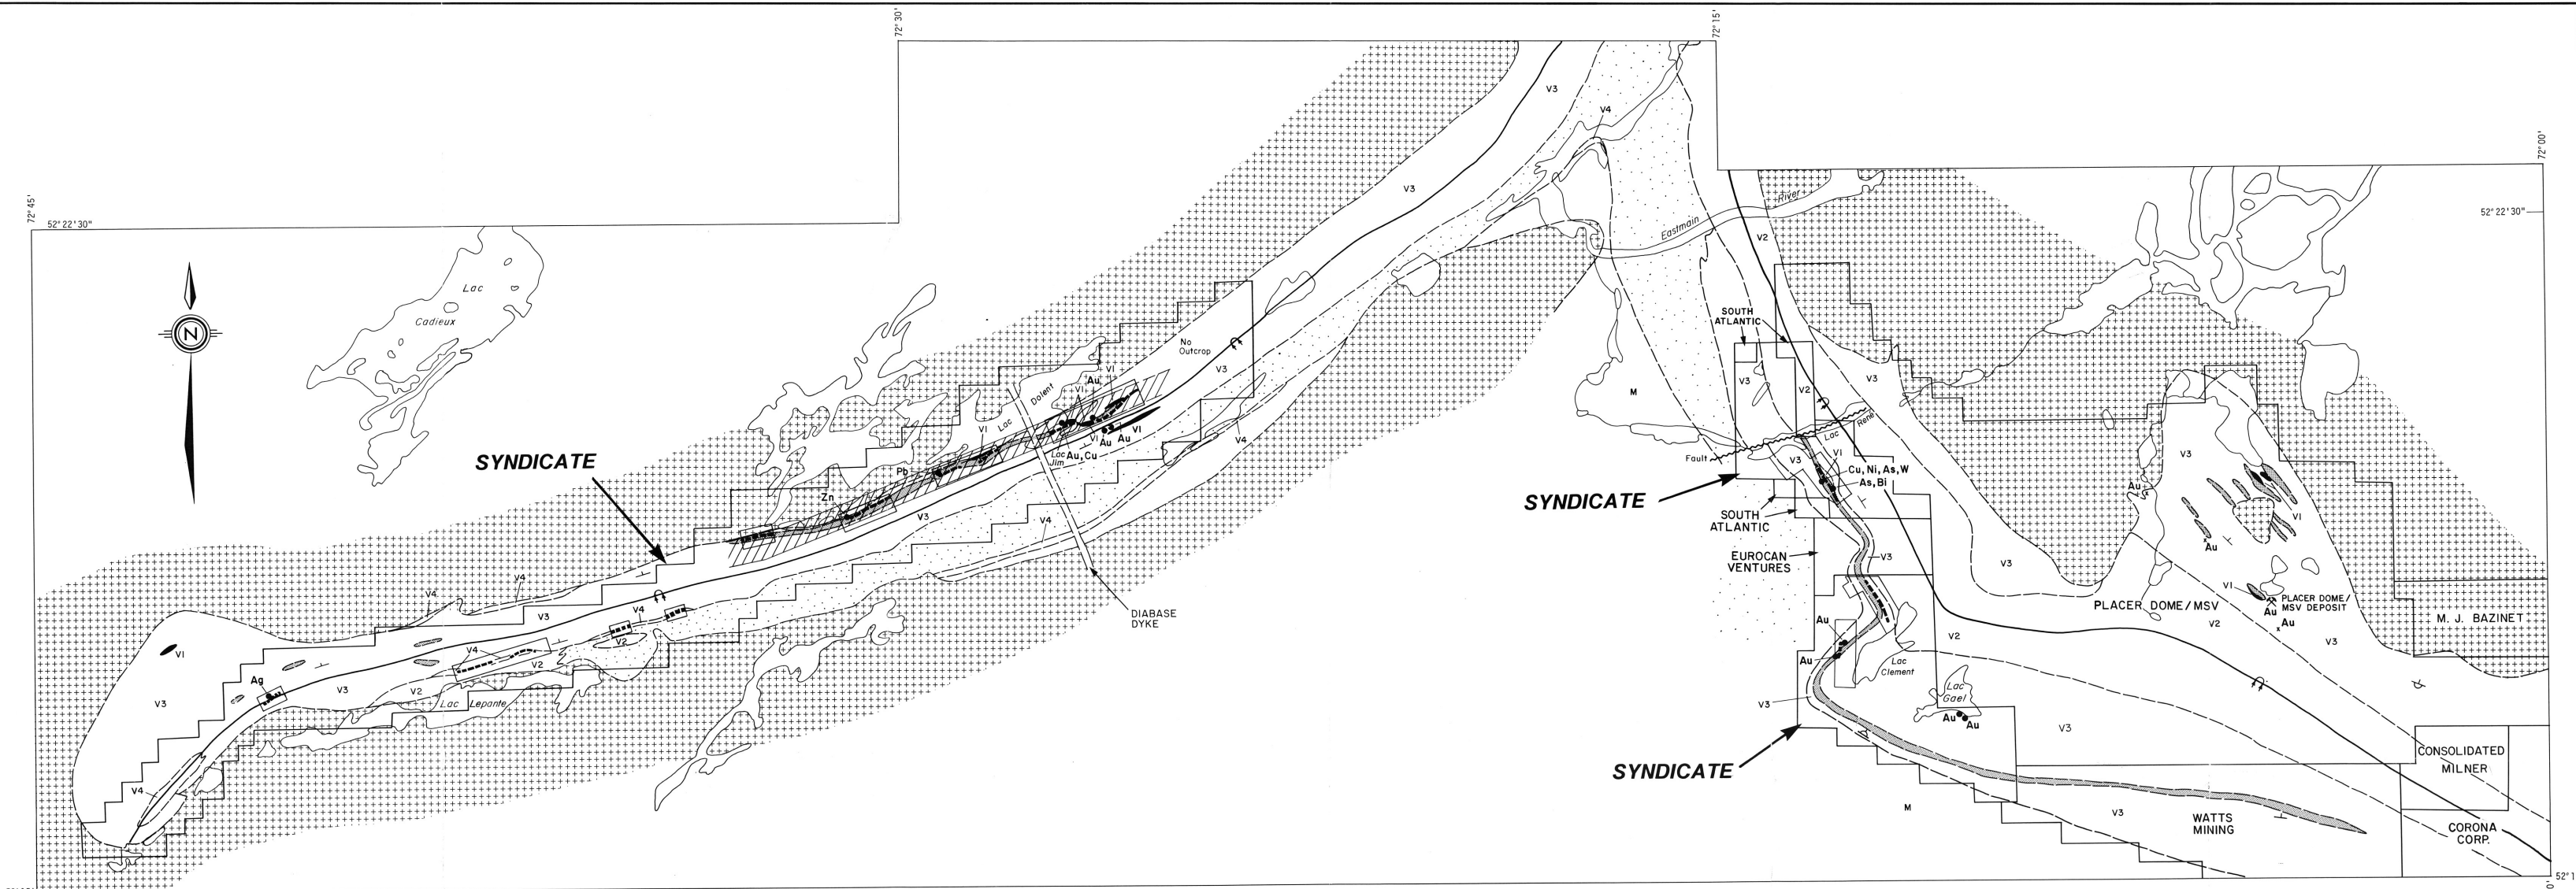 72° 30'
72° 15'
72° 00'
72° 45'
52° 22' 30"
52° 22' 30"
V3
V4
V3
Eastmain
River
V2
N
Lac
Cadieux
SOUTH
ATLANTIC
No
Outcrop
V3
V3
V2
V3
M
Dolent
Lac
Au
V1
V1
V1
V1
Au
Au
V1
V4
Lac
Jim
Au, Cu
Pb
Zn
SYNDICATE
V3
V4
Lac
René
Fault
V3
V1
Cu, Ni, As, W
As, Bi
SYNDICATE
SOUTH
ATLANTIC
EUROCAN
VENTURES
V3
V3
V3
Au
V1
Au
V1
PLACER DOME/
MSV DEPOSIT
Au
Au
PLACER DOME/MSV
V2
V3
M. J. BAZINET
DIABASE
DYKE
V4
V4
V3
V4
V2
V4
V2
V1
Ag
V3
V3
V2
Lac Lepante
V4
Au
Au
Lac
Clement
V2
Lac
Gael
Au
Au
V3
V3
SYNDICATE
M
V3
WATTS
MINING
CONSOLIDATED
MILNER
CORONA
CORP.